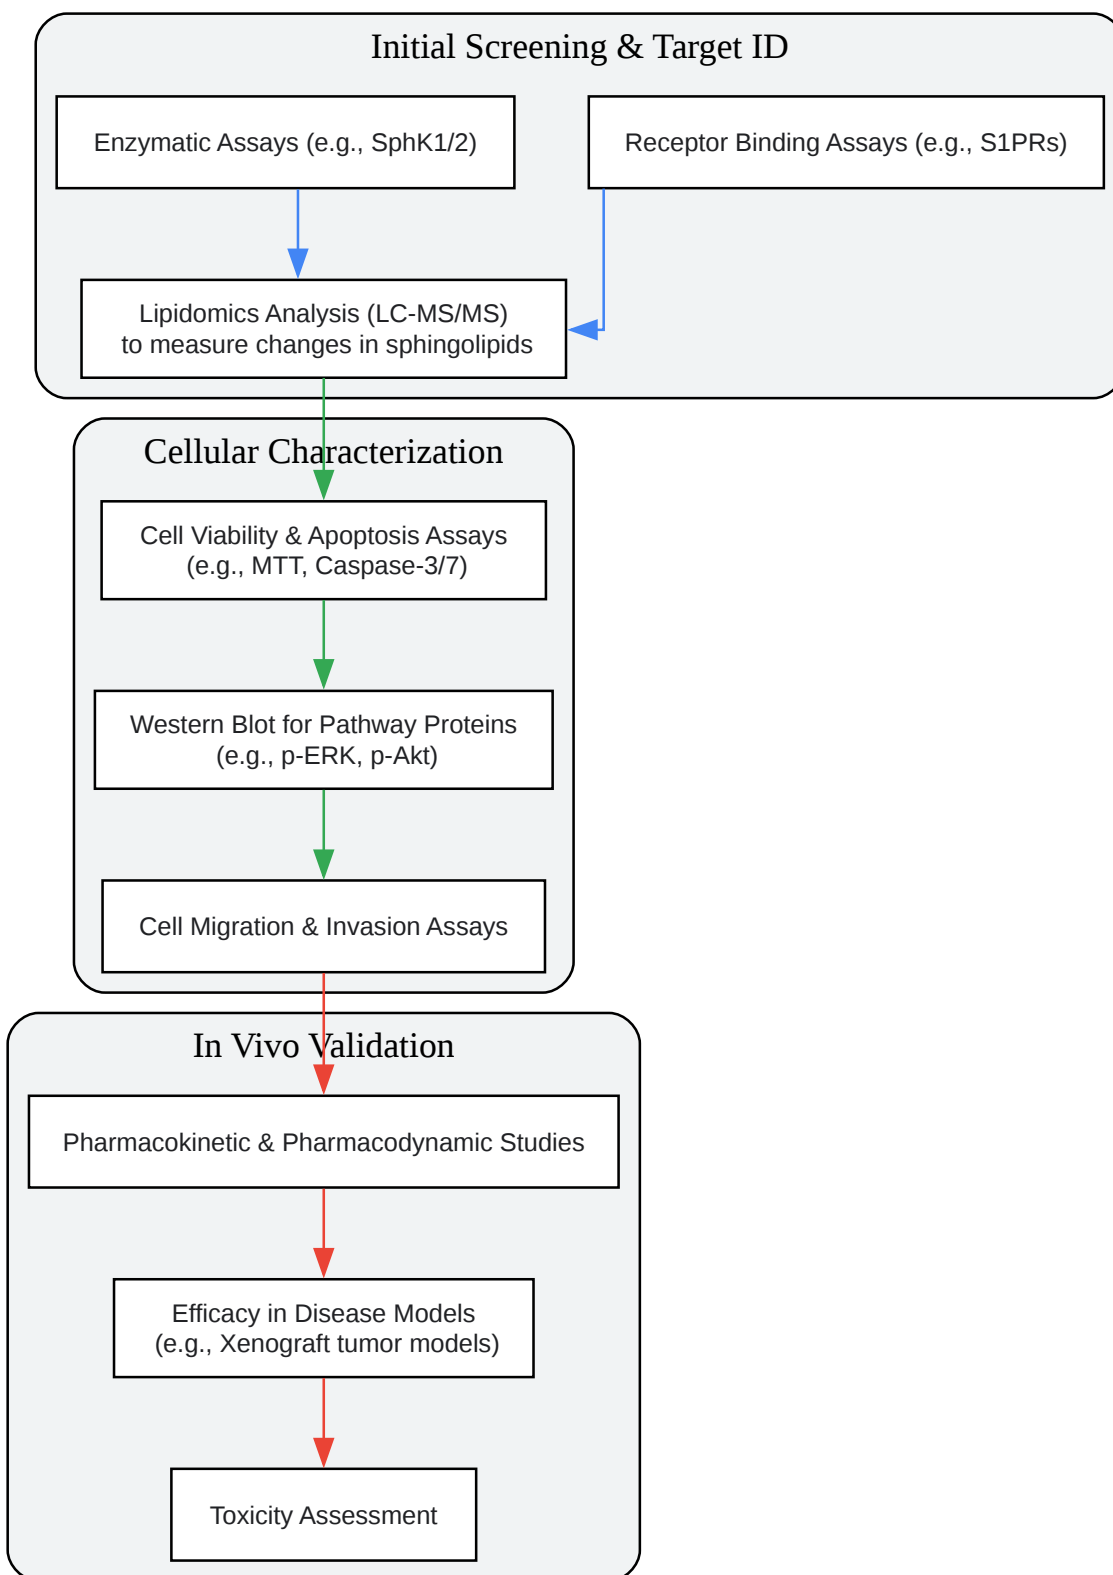 Initial Screening & Target ID
Enzymatic Assays (e.g., SphK1/2)
Receptor Binding Assays (e.g., S1PRs)
Lipidomics Analysis (LC-MS/MS)
to measure changes in sphingolipids
Cellular Characterization
Cell Viability & Apoptosis Assays
(e.g., MTT, Caspase-3/7)
Western Blot for Pathway Proteins
(e.g., p-ERK, p-Akt)
Cell Migration & Invasion Assays
In Vivo Validation
Pharmacokinetic & Pharmacodynamic Studies
Efficacy in Disease Models
(e.g., Xenograft tumor models)
Toxicity Assessment